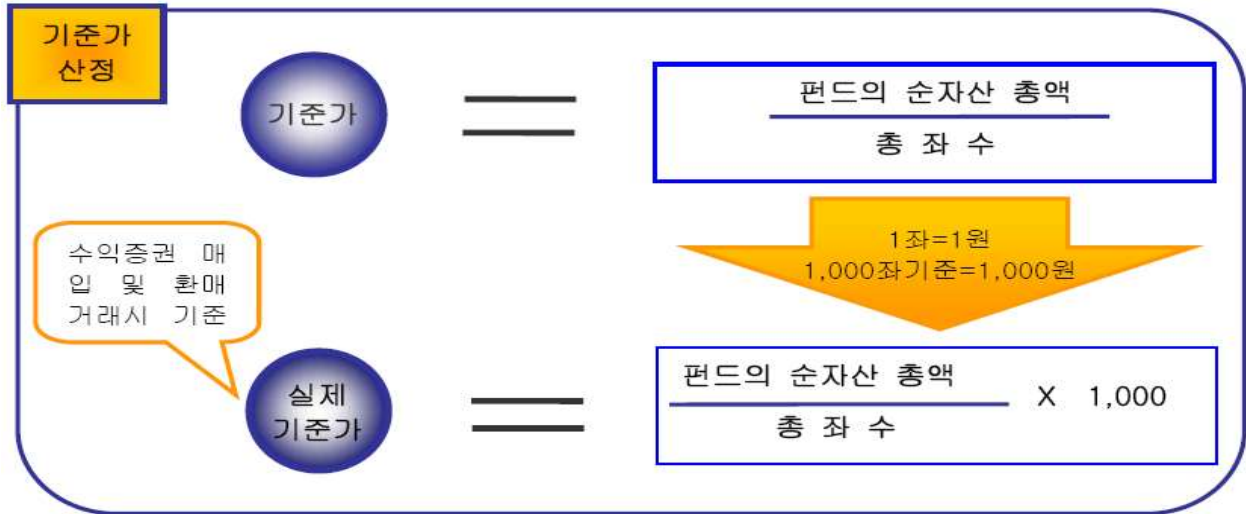 기준가
산정
기준가
펀드의 순자산 총액
총 좌 수
1좌=1원
1,000좌기준=1,000원
수익증권 매
입 및 환매
거래시 기준
실제
기준가
펀드의 순자산 총액
총 좌 수
X 1,000